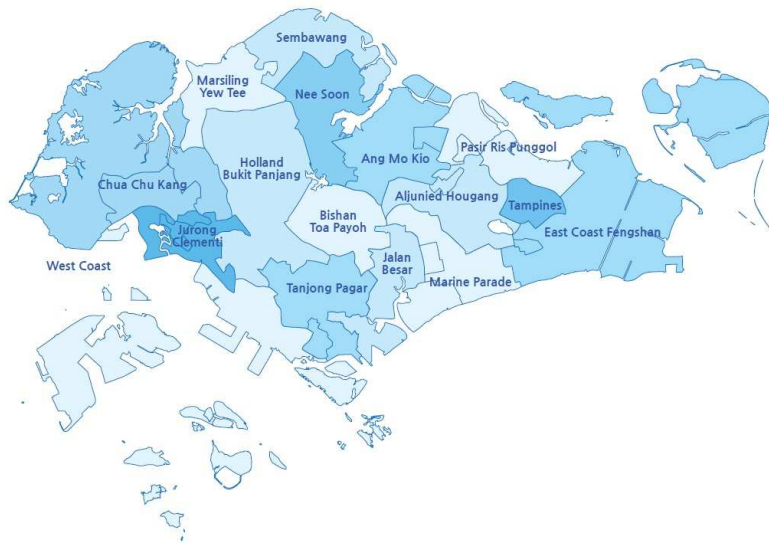 Sembawang
Marsiling
Yew Tee
Nee Soon
Holland
Bukit Panjang
Ang Mo Kio
Pasir Ris Punggol
Chua Chu Kang
Aljunied Hougang
Tampines
Bishan
Toa Payoh
Jurong
Clementi
East Coast Fengshan
West Coast
Jalan
Besar
Tanjong Pagar
Marine Parade